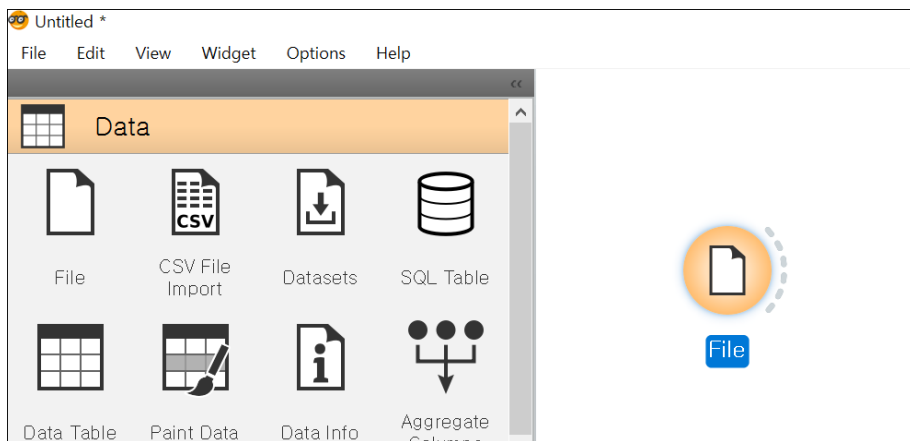 Untitled *
File Edit View Widget Options Help
Data
CSV
File
CSV File
Import
Datasets
SQL Table
File
Data Table
Paint Data
Data Info
Aggregate
Columns